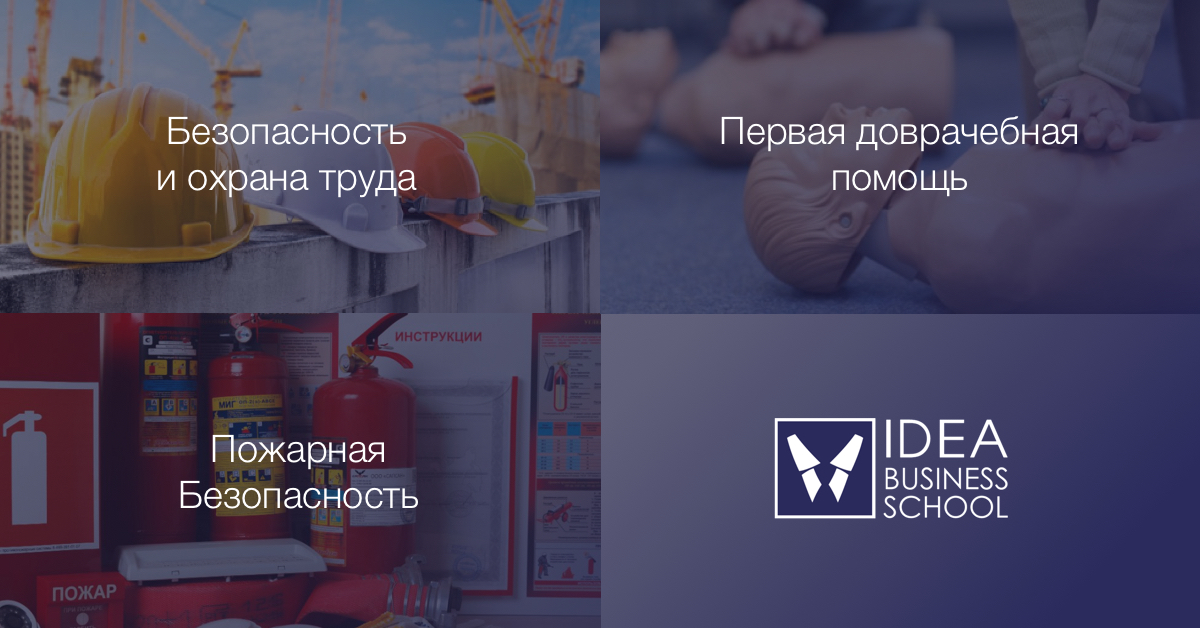 Безопасность
и охрана труда
Первая доврачебная
помощь
ИНСТРУКЦИИ
МИГ
Пожарная
Безопасность
ПОЖАР
IDEA
BUSINESS
SCHOOL